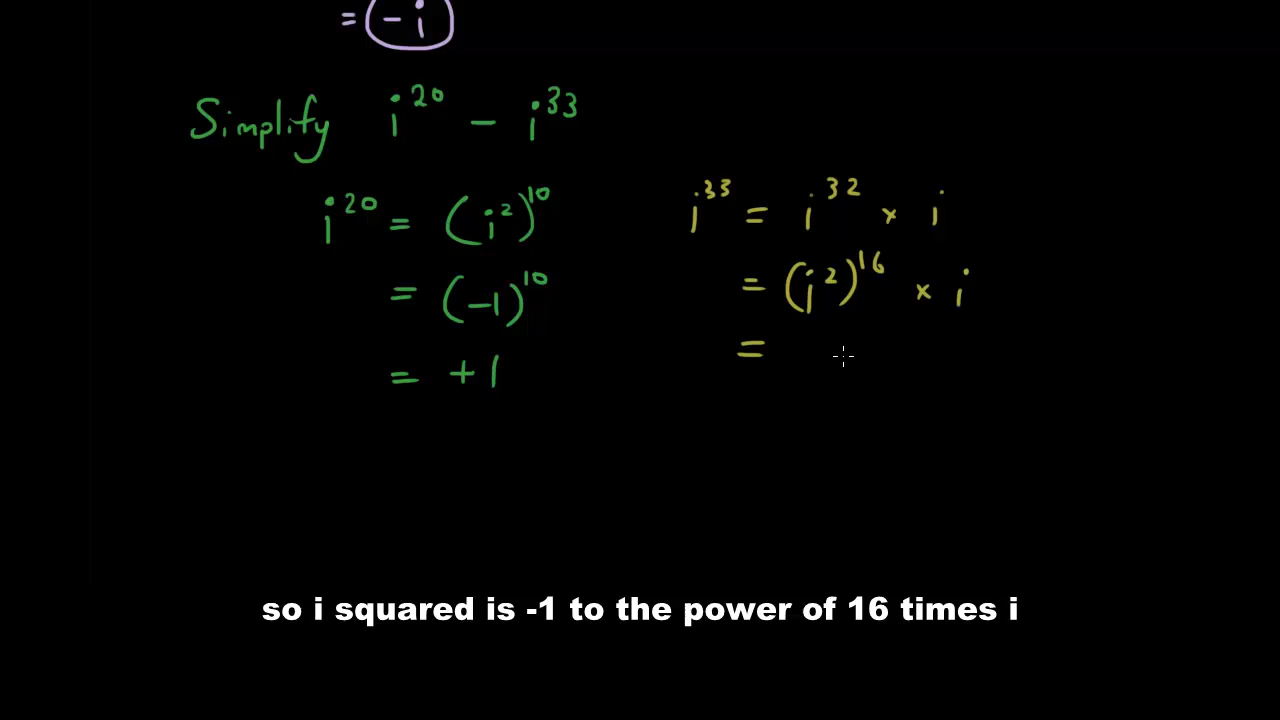 = -i
Simplify i²⁰ - i³³
i²⁰ = (i²)¹⁰
= (-1)¹⁰
= +1
i³³ = i³² × i
= (i²)¹⁶ × i
=
so i squared is -1 to the power of 16 times i